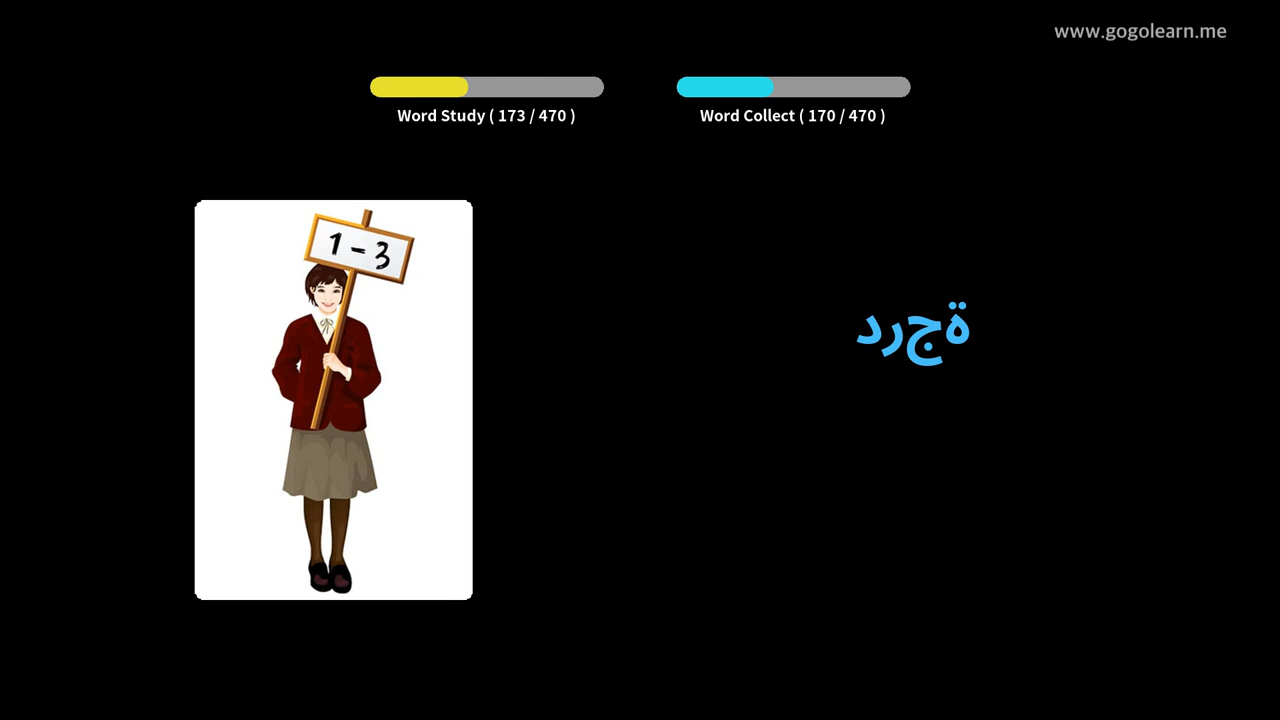 www.gogolearn.me
Word Study ( 173 / 470 )
Word Collect ( 170 / 470 )
1 - 3
درجة